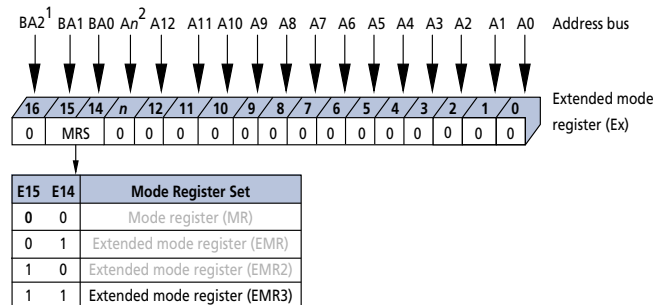 BA2¹ BA1 BA0 An² A12 A11 A10 A9 A8 A7 A6 A5 A4 A3 A2 A1 A0 Address bus
16 15 14 n 12 11 10 9 8 7 6 5 4 3 2 1 0 Extended mode
register (Ex)
0 MRS 0 0 0 0 0 0 0 0 0 0 0 0 0 0
E15 E14 Mode Register Set
0 0 Mode register (MR)
0 1 Extended mode register (EMR)
1 0 Extended mode register (EMR2)
1 1 Extended mode register (EMR3)